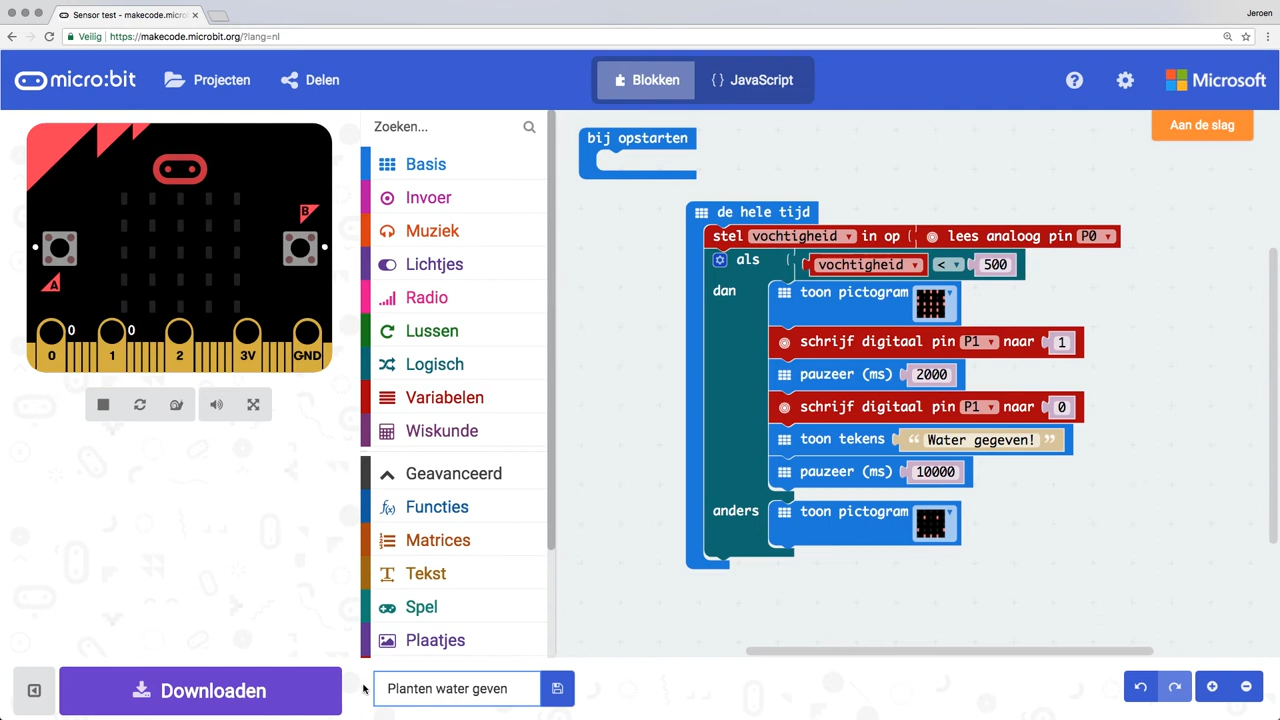 Sensor test - makecode.micro:
Jeroen
Veilig
https://makecode.microbit.org/?lang=nl
micro:bit
Projecten
Delen
Blokken
{} JavaScript
Microsoft
Aan de slag
Zoeken...
B
A
0
0
0 1 2 3V GND
Basis
Invoer
Muziek
Lichtjes
Radio
Lussen
Logisch
Variabelen
Wiskunde
Geavanceerd
Functies
Matrices
Tekst
Spel
Plaatjes
bij opstarten
de hele tijd
stel vochtigheid in op lees analoog pin P0
als vochtigheid < 500
dan toon pictogram
schrijf digitaal pin P1 naar 1
pauzeer (ms) 2000
schrijf digitaal pin P1 naar 0
toon tekens “ Water gegeven! ”
pauzeer (ms) 10000
anders toon pictogram
Downloaden
Planten water geven